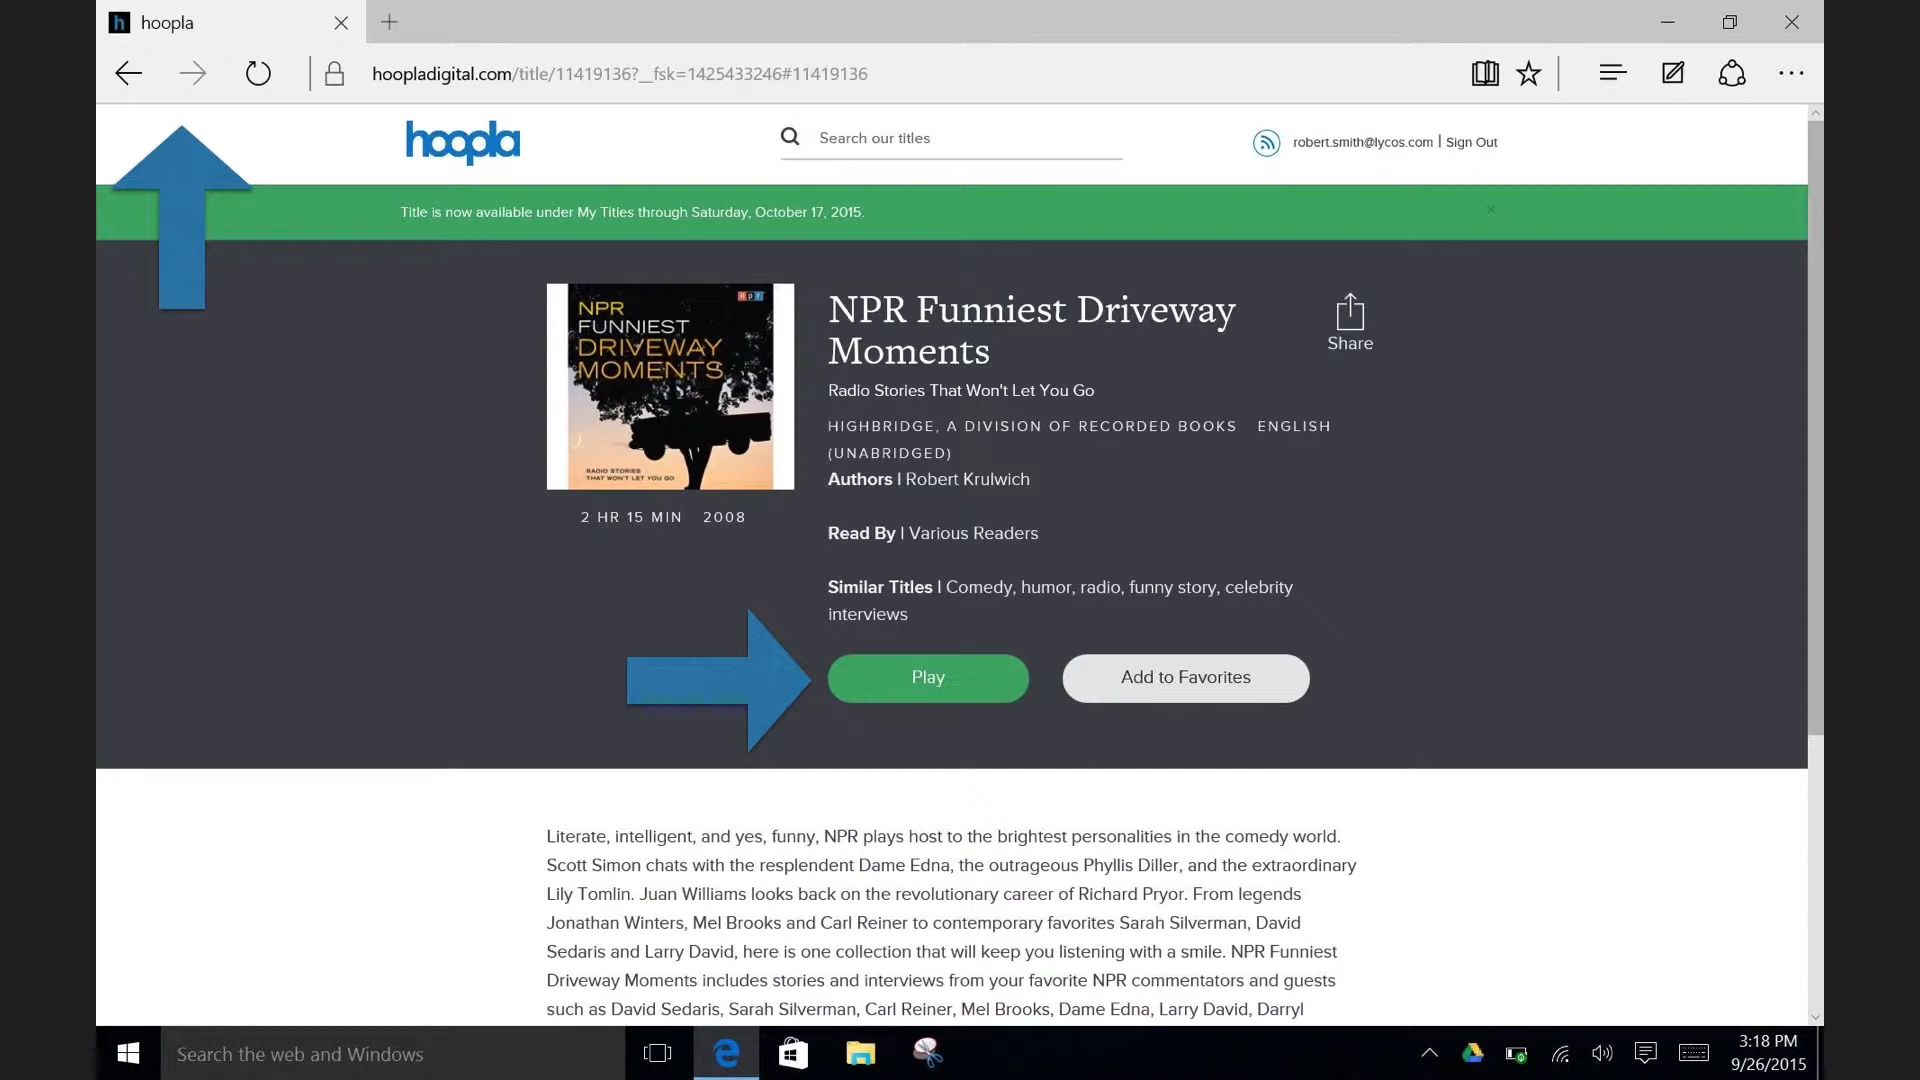 h hoopla
hoopladigital.com/title/11419136?__fsk=1425433246#11419136
hoopla
Search our titles
robert.smith@lycos.com | Sign Out
Title is now available under My Titles through Saturday, October 17, 2015.
npr
NPR
FUNNIEST
DRIVEWAY
MOMENTS
RADIO STORIES
THAT WON'T LET YOU GO
2 HR 15 MIN 2008
NPR Funniest Driveway
Moments
Share
Radio Stories That Won't Let You Go
HIGHBRIDGE, A DIVISION OF RECORDED BOOKS ENGLISH
(UNABRIDGED)
Authors | Robert Krulwich
Read By | Various Readers
Similar Titles | Comedy, humor, radio, funny story, celebrity
interviews
Play
Add to Favorites
Literate, intelligent, and yes, funny, NPR plays host to the brightest personalities in the comedy world.
Scott Simon chats with the resplendent Dame Edna, the outrageous Phyllis Diller, and the extraordinary
Lily Tomlin. Juan Williams looks back on the revolutionary career of Richard Pryor. From legends
Jonathan Winters, Mel Brooks and Carl Reiner to contemporary favorites Sarah Silverman, David
Sedaris and Larry David, here is one collection that will keep you listening with a smile. NPR Funniest
Driveway Moments includes stories and interviews from your favorite NPR commentators and guests
such as David Sedaris, Sarah Silverman, Carl Reiner, Mel Brooks, Dame Edna, Larry David, Darryl
Search the web and Windows
3:18 PM
9/26/2015